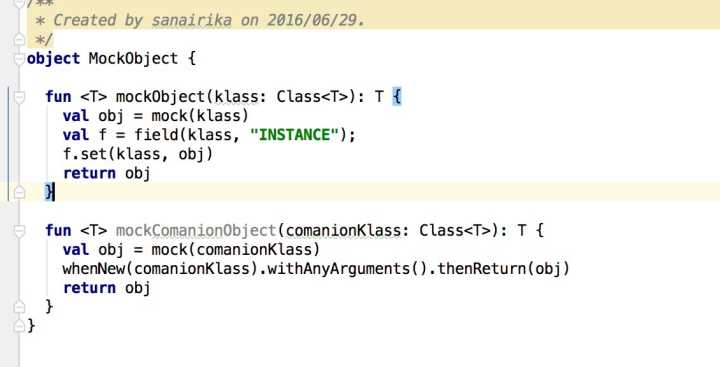 /**
* Created by sanairika on 2016/06/29.
*/
object MockObject {
fun <T> mockObject(klass: Class<T>): T {
val obj = mock(klass)
val f = field(klass, "INSTANCE");
f.set(klass, obj)
return obj
}
fun <T> mockComanionObject(comanionKlass: Class<T>): T {
val obj = mock(comanionKlass)
whenNew(comanionKlass).withAnyArguments().thenReturn(obj)
return obj
}
}